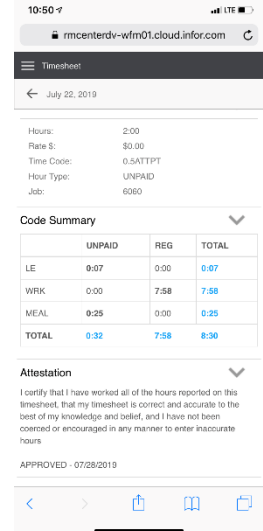 10:50
LTE
rmcenterdv-wfm01.cloud.infor.com
Timesheet
July 22, 2019
Hours: 2:00
Rate $: $0.00
Time Code: 0.5ATTPT
Hour Type: UNPAID
Job: 6060
Code Summary
UNPAID REG TOTAL
LE 0:07 0:00 0:07
WRK 0:00 7:58 7:58
MEAL 0:25 0:00 0:25
TOTAL 0:32 7:58 8:30
Attestation
I certify that I have worked all of the hours reported on this
timesheet, that my timesheet is correct and accurate to the
best of my knowledge and belief, and I have not been
coerced or encouraged in any manner to enter inaccurate
hours
APPROVED - 07/28/2019